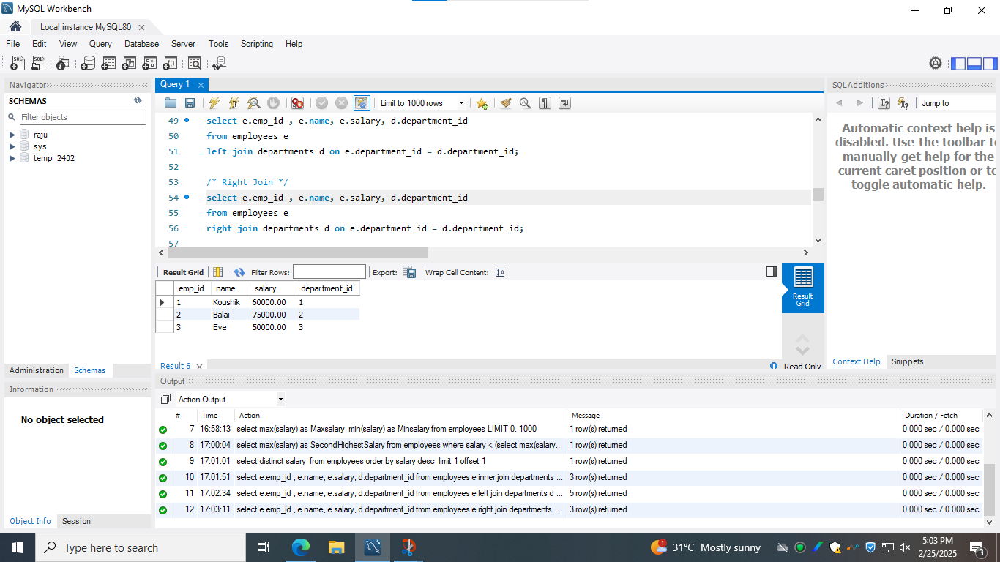 MySQL Workbench
Local instance MySQL80
File Edit View Query Database Server Tools Scripting Help
Navigator
SCHEMAS
Filter objects
raju
sys
temp_2402
Administration Schemas
Information
No object selected
Object Info Session
Query 1
Limit to 1000 rows
49 select e.emp_id , e.name, e.salary, d.department_id
50 from employees e
51 left join departments d on e.department_id = d.department_id;
52
53 /* Right Join */
54 select e.emp_id , e.name, e.salary, d.department_id
55 from employees e
56 right join departments d on e.department_id = d.department_id;
57
Result Grid Filter Rows: Export: Wrap Cell Content:
emp_id name salary department_id
1 Koushik 60000.00 1
2 Balai 75000.00 2
3 Eve 50000.00 3
Result Grid
Result 6
Read Only
SQLAdditions
Jump to
Automatic context help is
disabled. Use the toolbar to
manually get help for the
current caret position or to
toggle automatic help.
Context Help Snippets
Output
Action Output
# Time Action Message Duration / Fetch
7 16:58:13 select max(salary) as Maxsalary, min(salary) as Minsalary from employees LIMIT 0, 1000 1 row(s) returned 0.000 sec / 0.000 sec
8 17:00:04 select max(salary) as SecondHighestSalary from employees where salary < (select max(salary... 1 row(s) returned 0.000 sec / 0.000 sec
9 17:01:01 select distinct salary from employees order by salary desc limit 1 offset 1 1 row(s) returned 0.000 sec / 0.000 sec
10 17:01:51 select e.emp_id , e.name, e.salary, d.department_id from employees e inner join departments ... 3 row(s) returned 0.000 sec / 0.000 sec
11 17:02:34 select e.emp_id , e.name, e.salary, d.department_id from employees e left join departments d ... 5 row(s) returned 0.000 sec / 0.000 sec
12 17:03:11 select e.emp_id , e.name, e.salary, d.department_id from employees e right join departments ... 3 row(s) returned 0.000 sec / 0.000 sec
Type here to search
1
31°C Mostly sunny
5:03 PM
2/25/2025
3